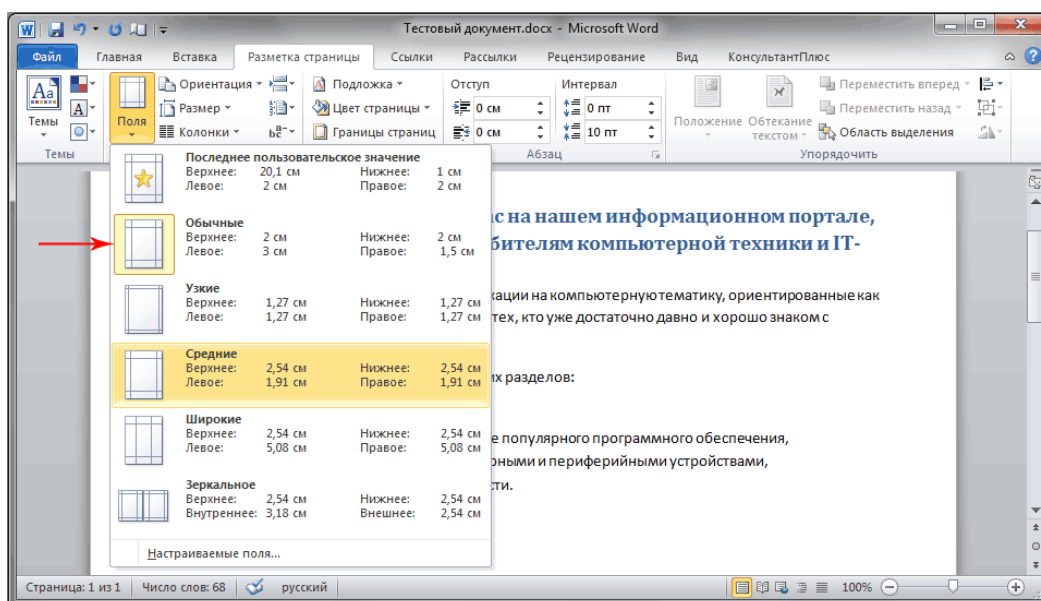 Тестовый документ.docx - Microsoft Word
Файл Главная Вставка Разметка страницы Ссылки Рассылки Рецензирование Вид КонсультантПлюс
Aa Темы
Поля
Ориентация
Размер
Колонки
Подложка
Цвет страницы
Границы страниц
Отступ
0 см
0 см
Интервал
0 пт
10 пт
Положение
Обтекание текстом
Переместить вперед
Переместить назад
Область выделения
Темы Абзац Упорядочить
Последнее пользовательское значение
Верхнее: 20,1 см Нижнее: 1 см
Левое: 2 см Правое: 2 см
Обычные
Верхнее: 2 см Нижнее: 2 см
Левое: 3 см Правое: 1,5 см
Узкие
Верхнее: 1,27 см Нижнее: 1,27 см
Левое: 1,27 см Правое: 1,27 см
Средние
Верхнее: 2,54 см Нижнее: 2,54 см
Левое: 1,91 см Правое: 1,91 см
Широкие
Верхнее: 2,54 см Нижнее: 2,54 см
Левое: 5,08 см Правое: 5,08 см
Зеркальное
Верхнее: 2,54 см Нижнее: 2,54 см
Внутреннее: 3,18 см Внешнее: 2,54 см
Настраиваемые поля...
на нашем информационном портале,
бителям компьютерной техники и IT-
кации на компьютерную тематику, ориентированные как
тех, кто уже достаточно давно и хорошо знаком с
их разделов:
е популярного программного обеспечения,
рными и периферийными устройствами,
сти.
Страница: 1 из 1 Число слов: 68 русский 100%